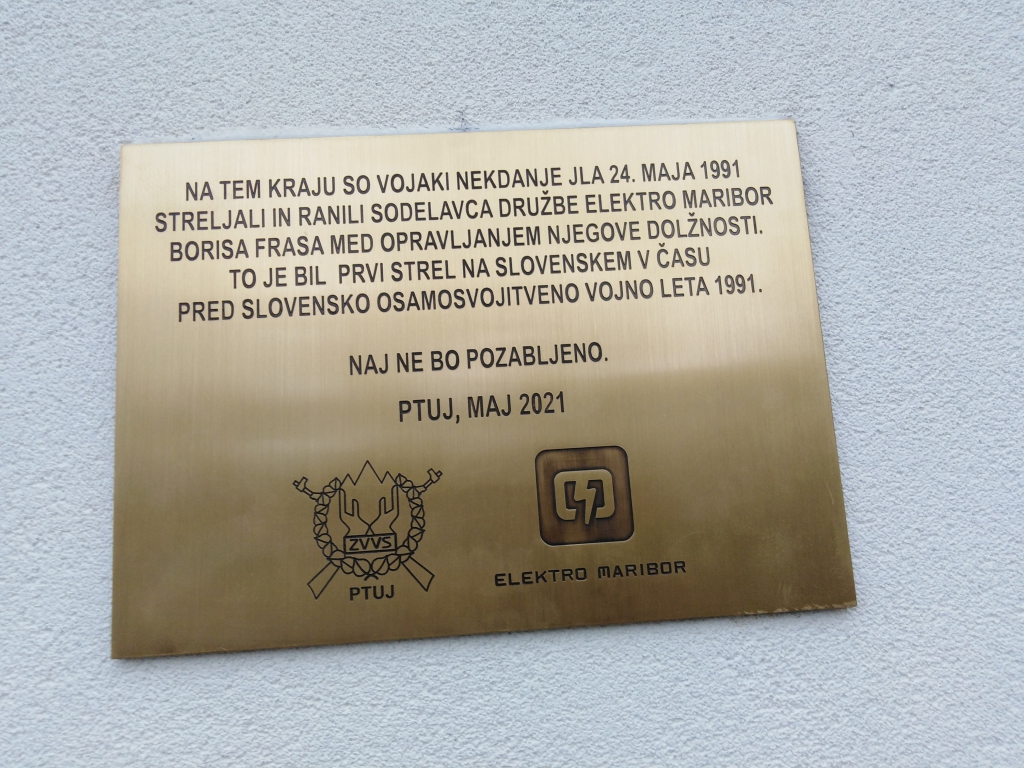 NA TEM KRAJU SO VOJAKI NEKDANJE JLA 24. MAJA 1991
STRELJALI IN RANILI SODELAVCA DRUŽBE ELEKTRO MARIBOR
BORISA FRASA MED OPRAVLJANJEM NJEGOVE DOLŽNOSTI.
TO JE BIL PRVI STREL NA SLOVENSKEM V ČASU
PRED SLOVENSKO OSAMOSVOJITVENO VOJNO LETA 1991.
NAJ NE BO POZABLJENO.
PTUJ, MAJ 2021
ZVVS
PTUJ
ELEKTRO MARIBOR